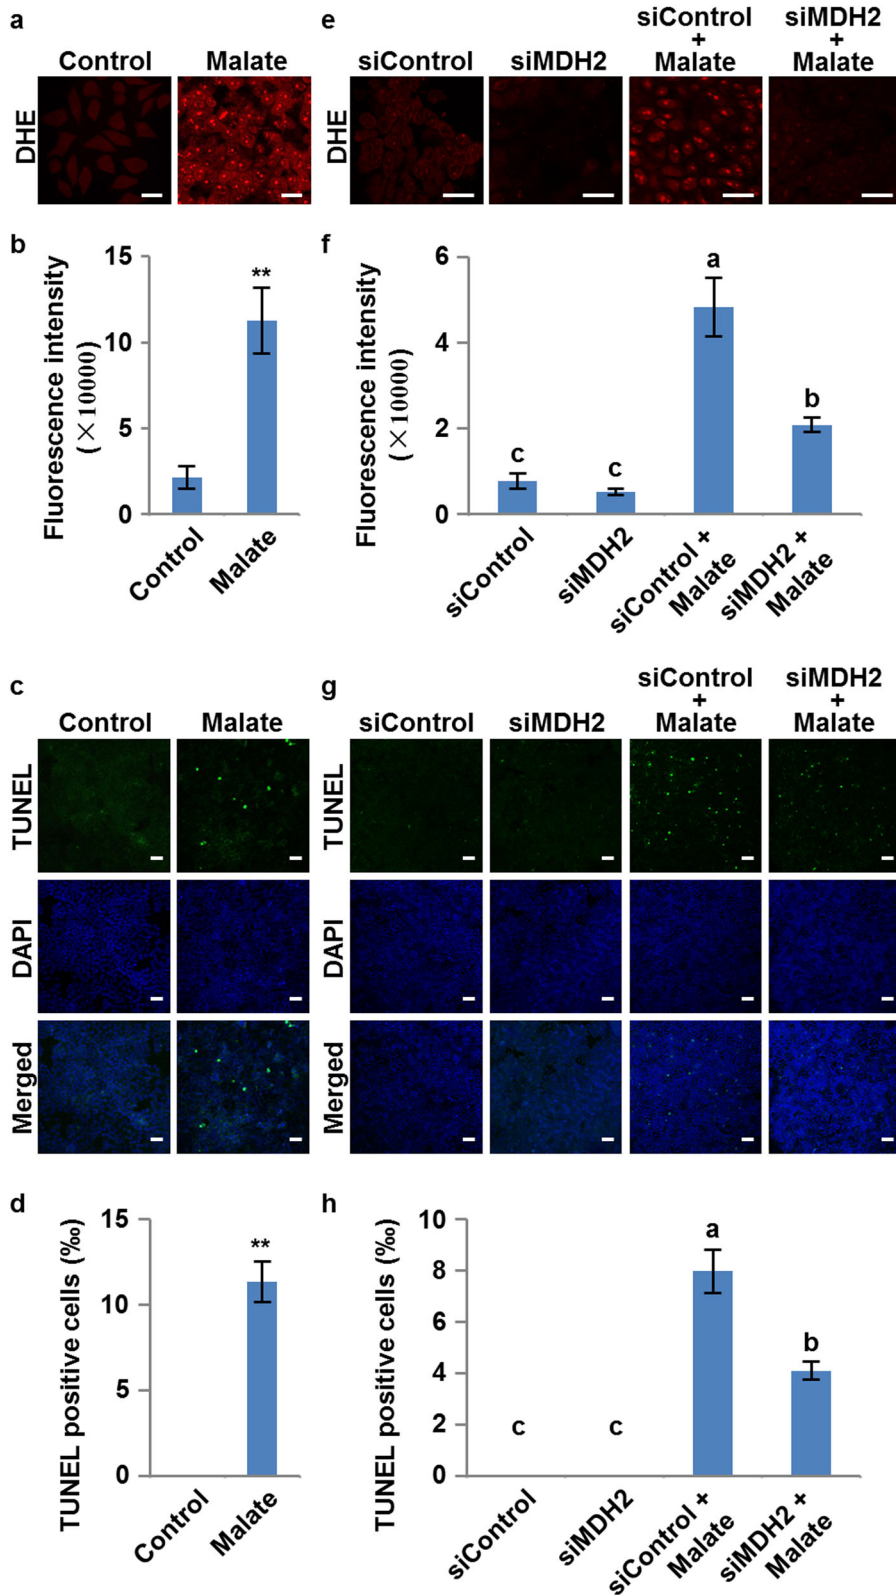 a
Control Malate
DHE
e
siControl siMDH2 siControl + Malate siMDH2 + Malate
DHE
b
Fluorescence intensity
(×10000)
15
10
5
0
**
Control
Malate
f
Fluorescence intensity
(×10000)
6
4
2
0
c
c
a
b
siControl
siMDH2
siControl +
Malate
siMDH2 +
Malate
c
Control Malate
TUNEL
DAPI
Merged
g
siControl siMDH2 siControl + Malate siMDH2 + Malate
TUNEL
DAPI
Merged
d
TUNEL positive cells (‰)
15
10
5
0
**
Control
Malate
h
TUNEL positive cells (‰)
10
8
6
4
2
0
c
c
a
b
siControl
siMDH2
siControl +
Malate
siMDH2 +
Malate